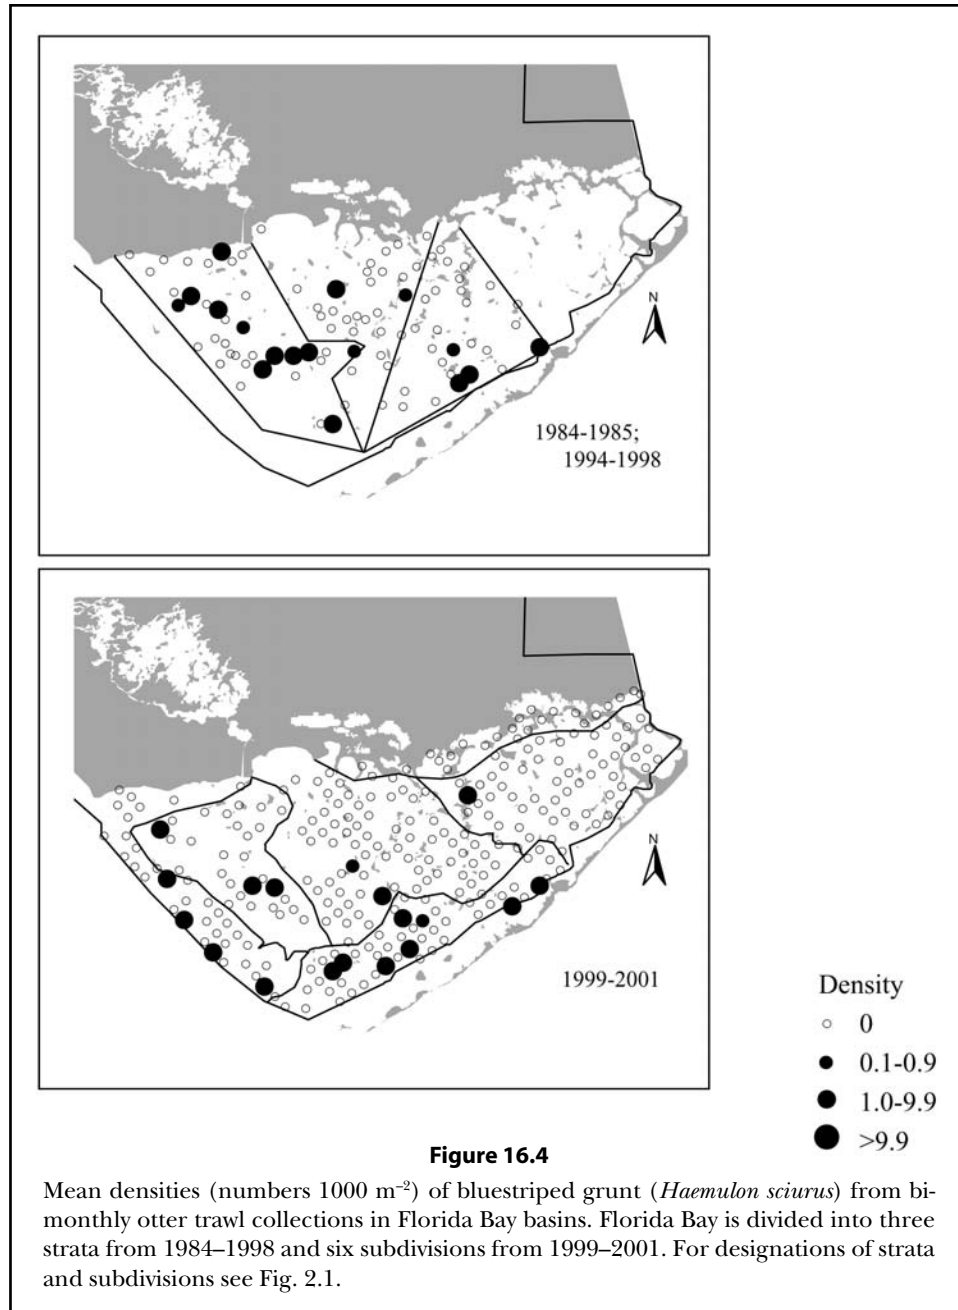 N
1984-1985;
1994-1998
N
1999-2001
Density
0
0.1-0.9
1.0-9.9
>9.9
Figure 16.4
Mean densities (numbers 1000 m⁻²) of bluestriped grunt (Haemulon sciurus) from bi-
monthly otter trawl collections in Florida Bay basins. Florida Bay is divided into three
strata from 1984–1998 and six subdivisions from 1999–2001. For designations of strata
and subdivisions see Fig. 2.1.